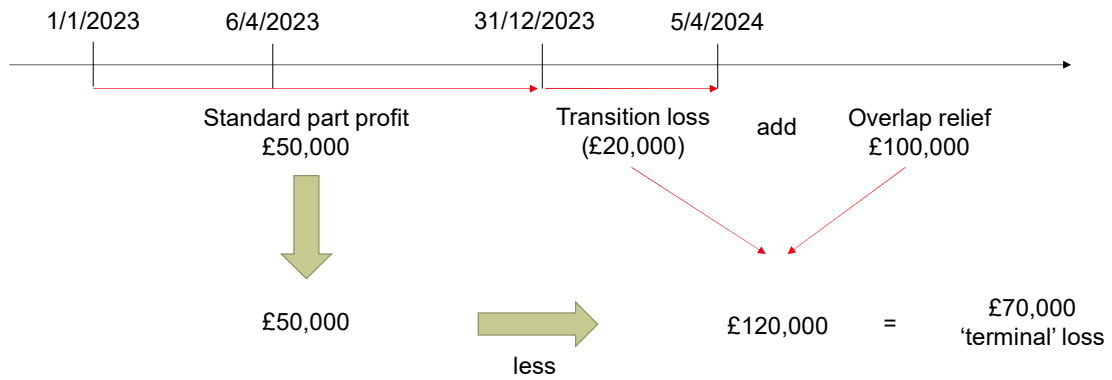 1/1/2023 6/4/2023 31/12/2023 5/4/2024
Standard part profit
£50,000
Transition loss
(£20,000)
add
Overlap relief
£100,000
£50,000
less
£120,000
=
£70,000
‘terminal’ loss